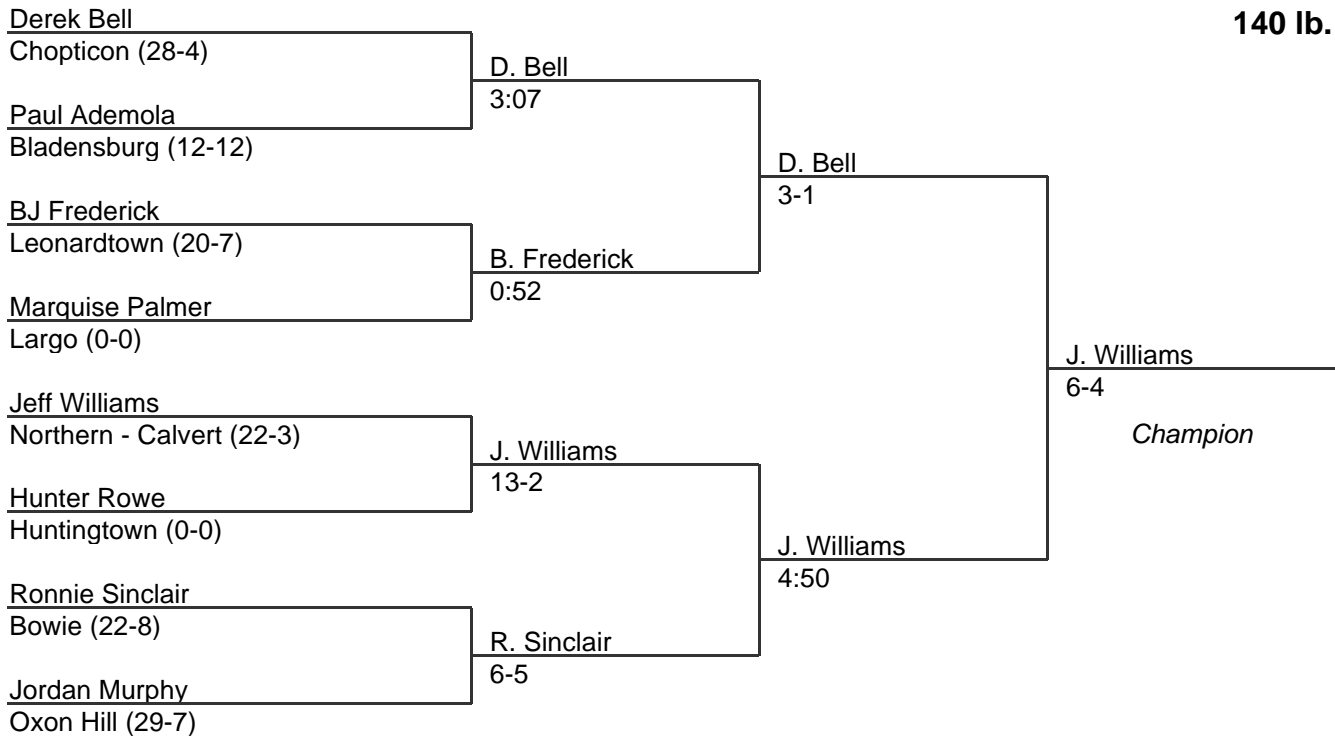 140 lb.
Derek Bell
Chopticon (28-4)
Paul Ademola
Bladensburg (12-12)
BJ Frederick
Leonardtown (20-7)
Marquise Palmer
Largo (0-0)
Jeff Williams
Northern - Calvert (22-3)
Hunter Rowe
Huntingtown (0-0)
Ronnie Sinclair
Bowie (22-8)
Jordan Murphy
Oxon Hill (29-7)
D. Bell
3:07
B. Frederick
0:52
J. Williams
13-2
R. Sinclair
6-5
D. Bell
3-1
J. Williams
4:50
J. Williams
6-4
Champion